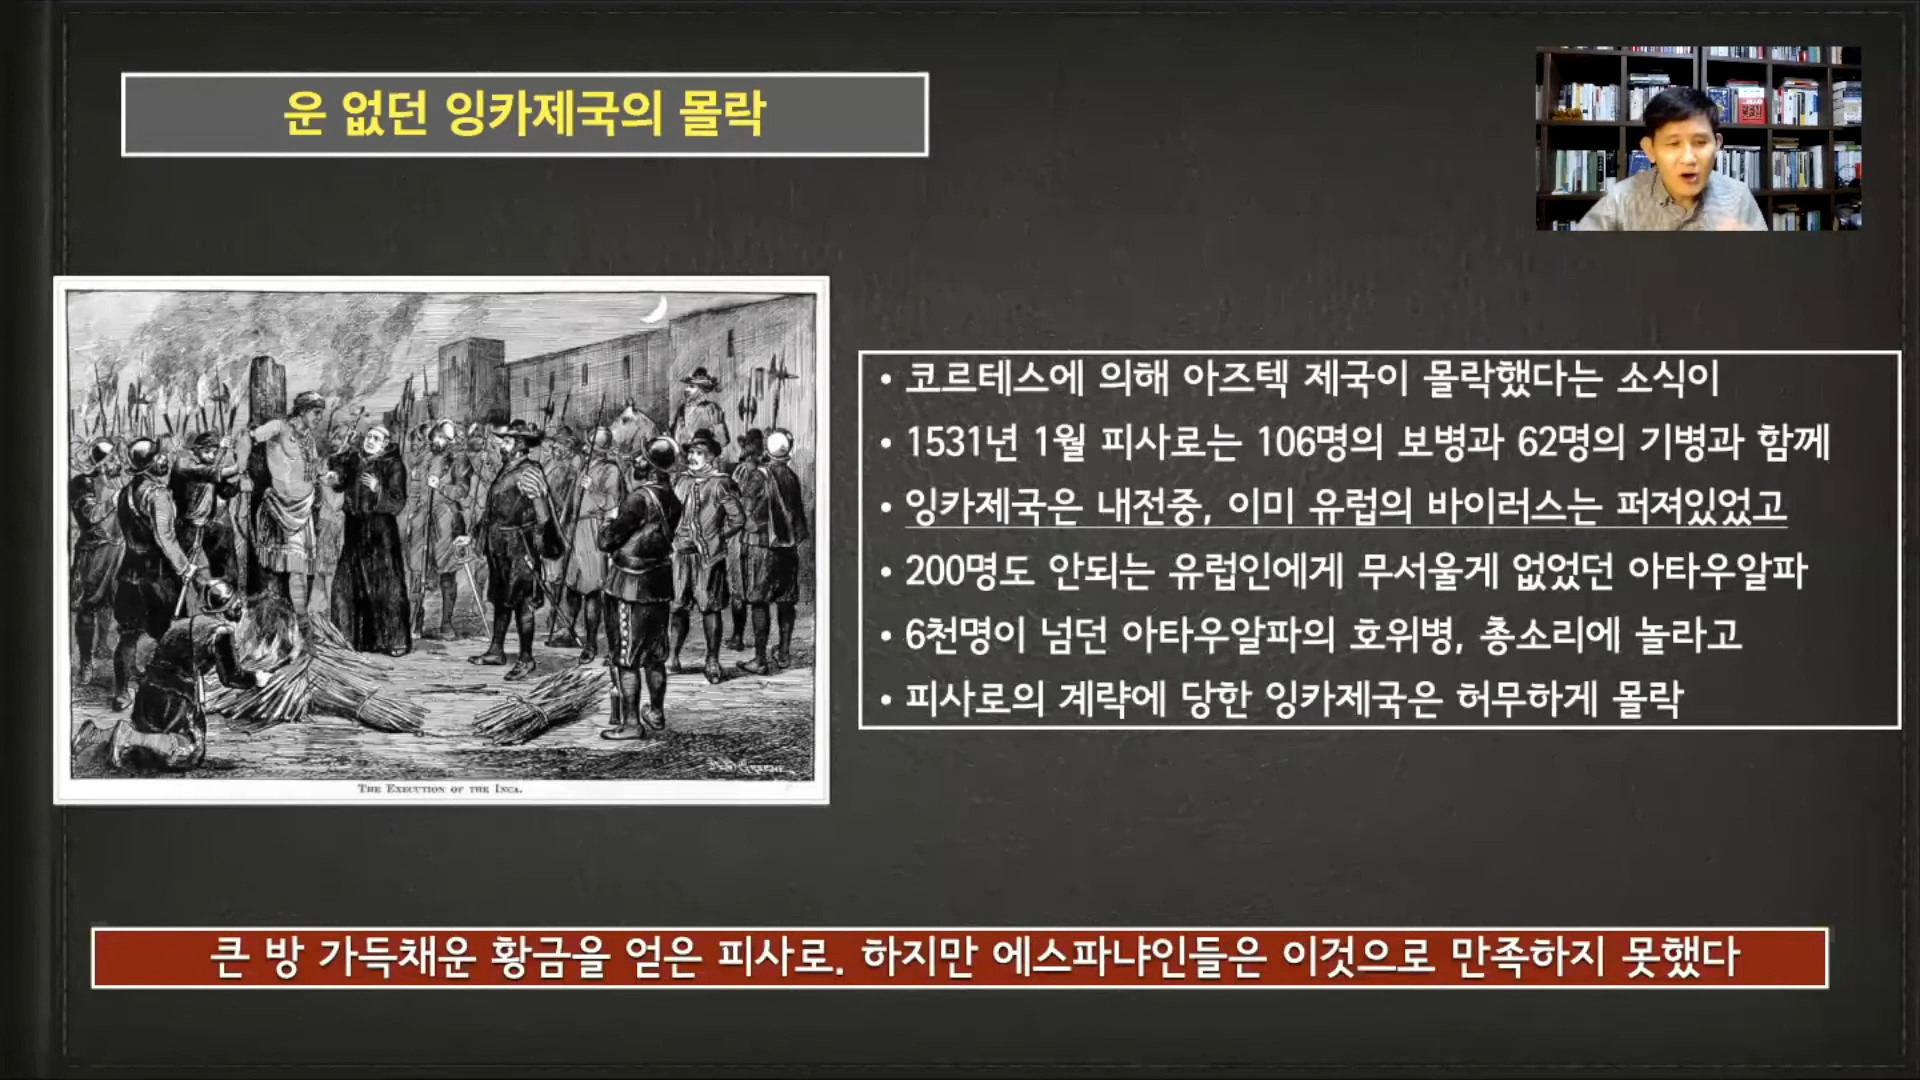 운 없던 잉카제국의 몰락
• 코르테스에 의해 아즈텍 제국이 몰락했다는 소식이
• 1531년 1월 피사로는 106명의 보병과 62명의 기병과 함께
• 잉카제국은 내전중, 이미 유럽의 바이러스는 퍼져있었고
• 200명도 안되는 유럽인에게 무서울게 없었던 아타우알파
• 6천명이 넘던 아타우알파의 호위병, 총소리에 놀라고
• 피사로의 계략에 당한 잉카제국은 허무하게 몰락
THE EXECUTION OF THE INCA.
큰 방 가득채운 황금을 얻은 피사로. 하지만 에스파냐인들은 이것으로 만족하지 못했다